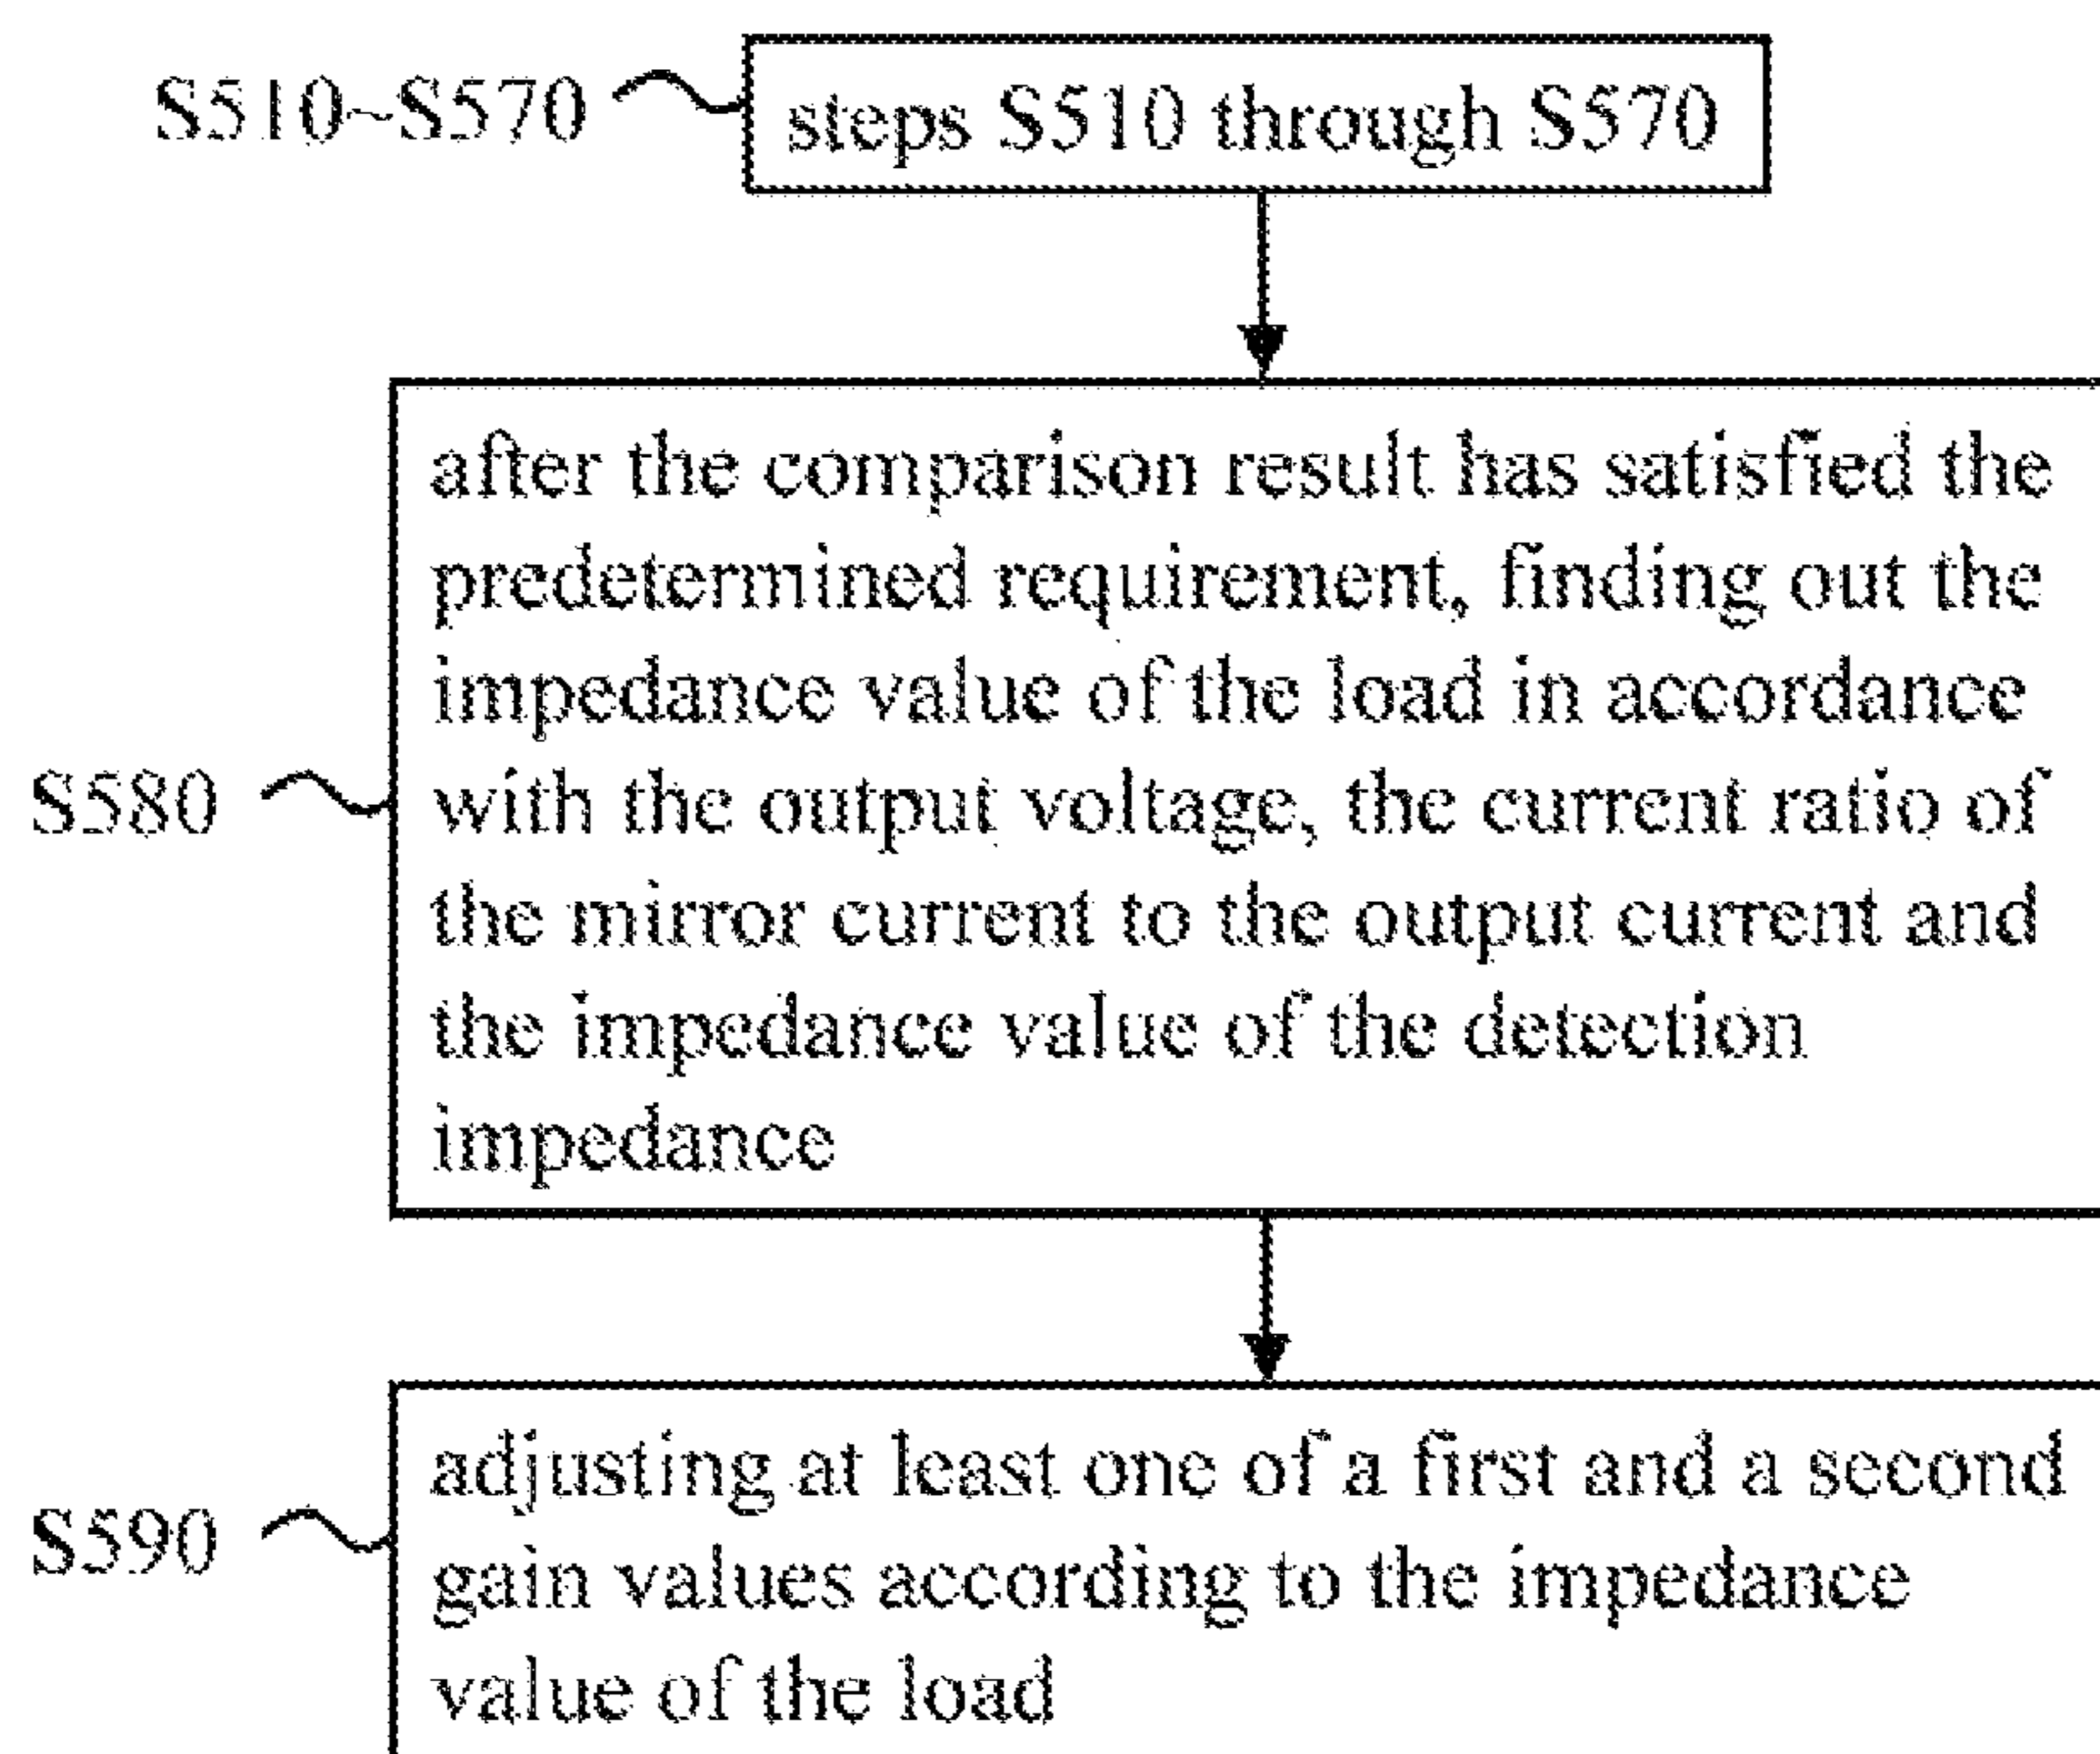 S510~S570
steps S510 through S570
after the comparison result has satisfied the
predetermined requirement, finding out the
impedance value of the load in accordance
with the output voltage, the current ratio of
the mirror current to the output current and
the impedance value of the detection
impedance
S580
adjusting at least one of a first and a second
gain values according to the impedance
value of the load
S590